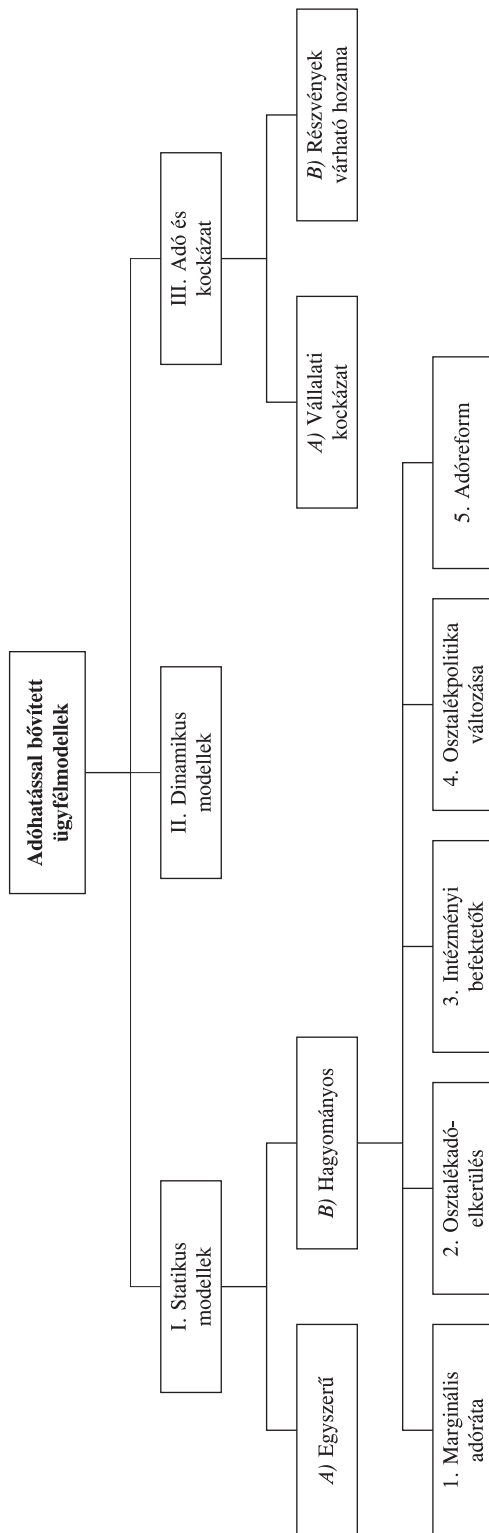 Adóhatással bővített
ügyfélmodellek
I. Statikus
modellek
II. Dinamikus
modellek
III. Adó és
kockázat
A) Egyszerű
B) Hagyományos
A) Vállalati
kockázat
B) Részvények
várható hozama
1. Marginális
adóráta
2. Osztalékadó-
elkerülés
3. Intézményi
befektetők
4. Osztalékpolitika
változása
5. Adóreform